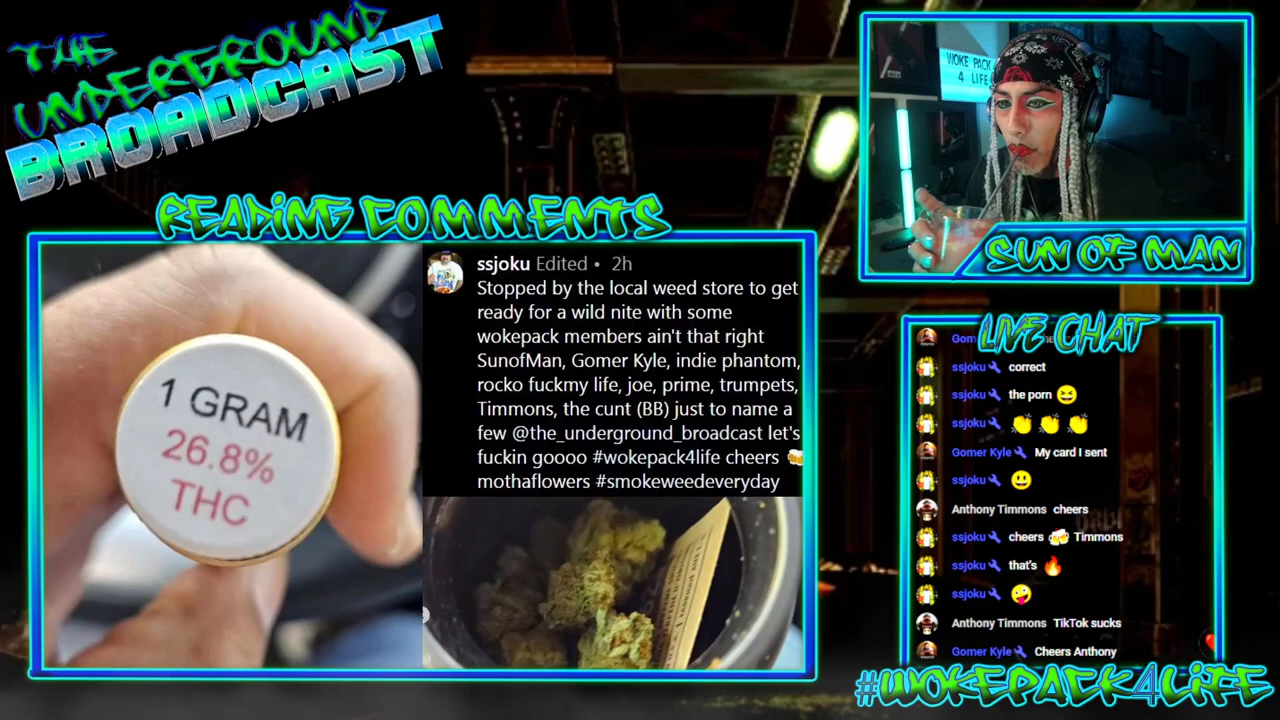 THE
UNDERGROUND
BROADCAST
WOKE PACK
4 LIFE
SUN OF MAN
READING COMMENTS
1 GRAM
26.8%
THC
ssjoku Edited • 2h
Stopped by the local weed store to get
ready for a wild nite with some
wokepack members ain't that right
SunofMan, Gomer Kyle, indie phantom,
rocko fuckmy life, joe, prime, trumpets,
Timmons, the cunt (BB) just to name a
few @the_underground_broadcast let's
fuckin goooo #wokepack4life cheers 🍻
mothaflowers #smokeweedeveryday
LIVE CHAT
Gom
ssjoku correct
ssjoku the porn 😆
ssjoku 👏👏👏
Gomer Kyle My card I sent
ssjoku 😃
Anthony Timmons cheers
ssjoku cheers 🍻 Timmons
ssjoku that's 🔥
ssjoku 🤪
Anthony Timmons TikTok sucks
Gomer Kyle Cheers Anthony
#WOKEPACK4LIFE